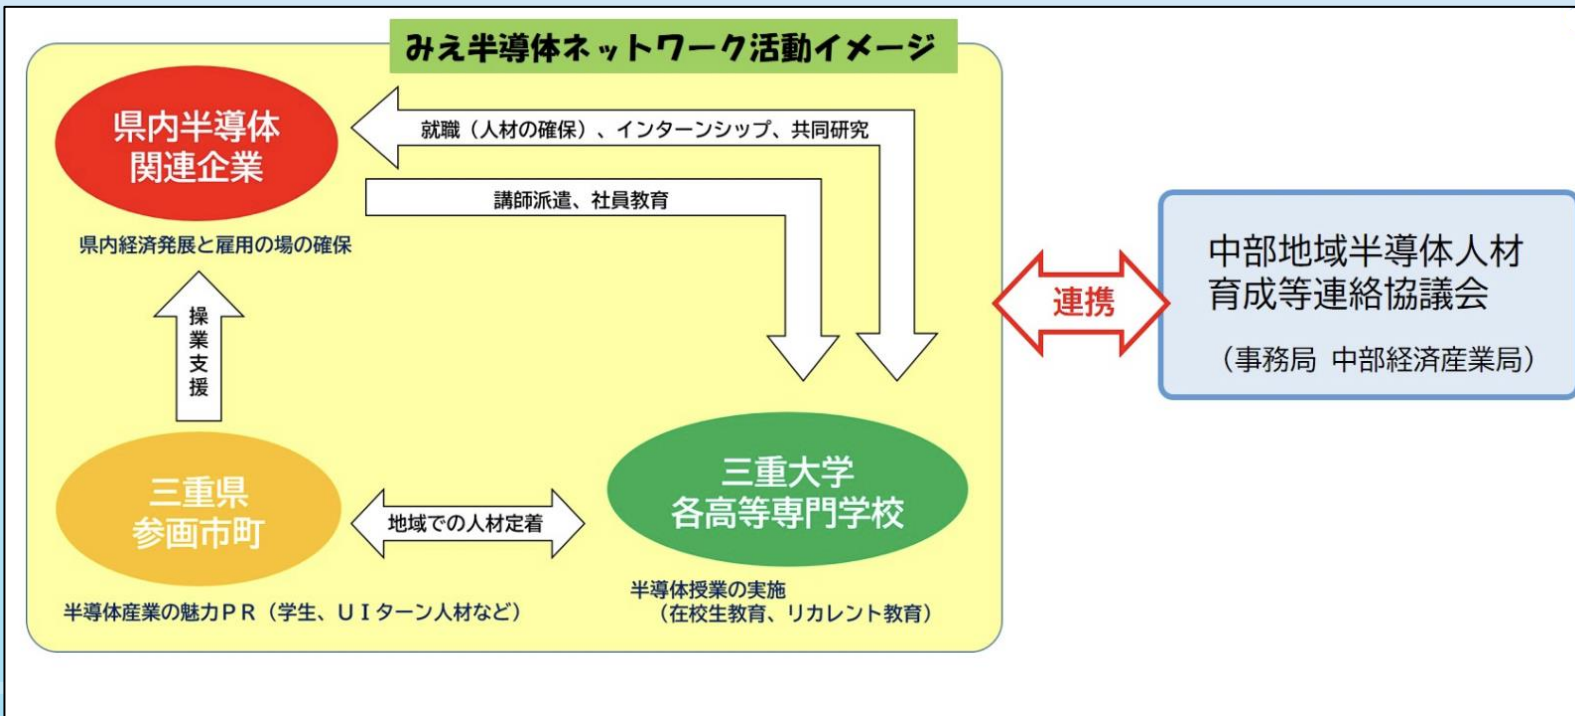 みえ半導体ネットワーク活動イメージ
県内半導体
関連企業
就職（人材の確保）、インターンシップ、共同研究
講師派遣、社員教育
県内経済発展と雇用の場の確保
操業支援
三重県
参画市町
地域での人材定着
三重大学
各高等専門学校
半導体産業の魅力ＰＲ（学生、ＵＩターン人材など）
半導体授業の実施
（在校生教育、リカレント教育）
連携
中部地域半導体人材
育成等連絡協議会
（事務局 中部経済産業局）